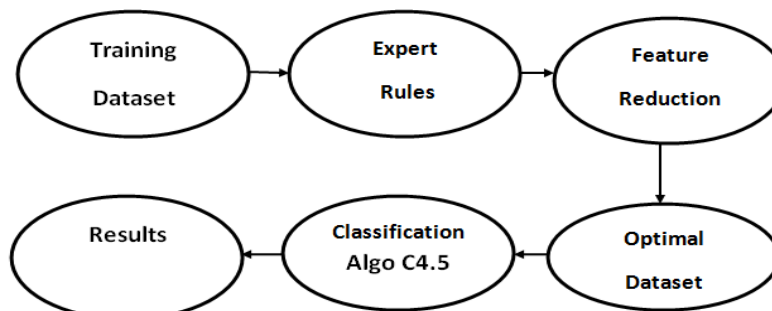 Training
Dataset
Expert
Rules
Feature
Reduction
Results
Classification
Algo C4.5
Optimal
Dataset